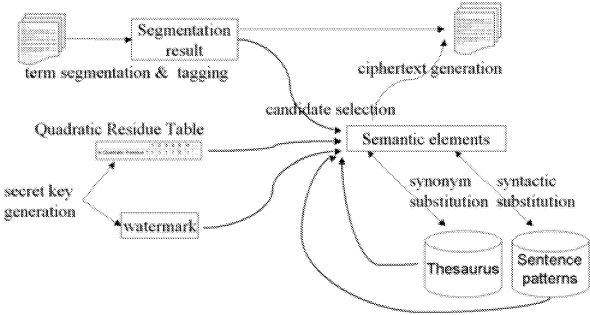 Segmentation
result
term segmentation & tagging
ciphertext generation
candidate selection
Quadratic Residue Table
Semantic elements
secret key
generation
synonym
substitution
syntactic
substitution
watermark
Thesaurus
Sentence
patterns